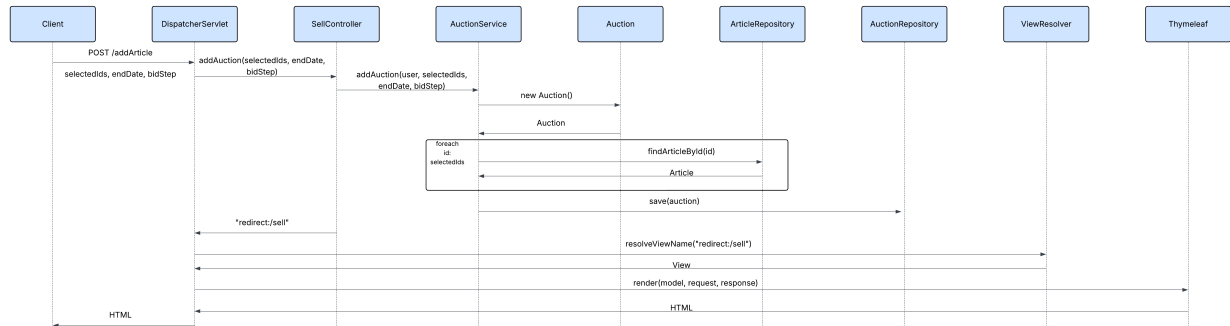 Client
DispatcherServlet
SellController
AuctionService
Auction
ArticleRepository
AuctionRepository
ViewResolver
Thymeleaf
POST /addArticle
selectedIds, endDate, bidStep
addAuction(selectedIds, endDate,
bidStep)
addAuction(user, selectedIds,
endDate, bidStep)
new Auction()
Auction
foreach
id:
selectedIds
findArticleById(id)
Article
save(auction)
"redirect:/sell"
resolveViewName("redirect:/sell")
View
render(model, request, response)
HTML
HTML